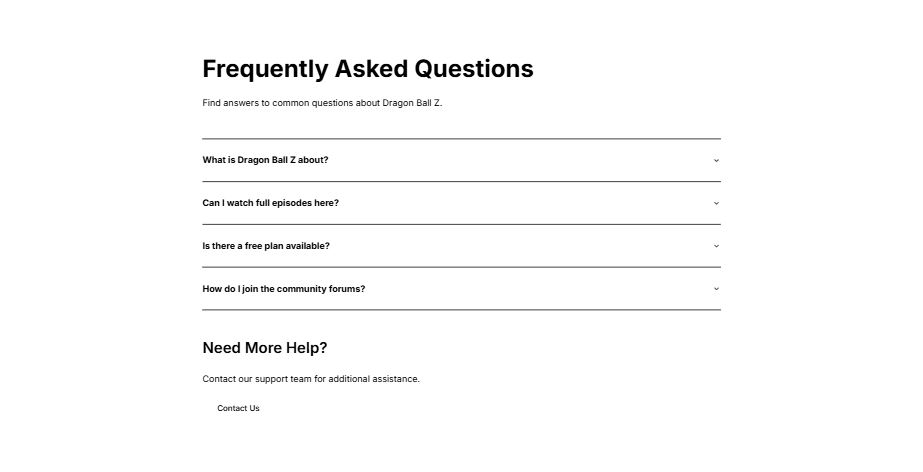 Frequently Asked Questions
Find answers to common questions about Dragon Ball Z.
What is Dragon Ball Z about?
Can I watch full episodes here?
Is there a free plan available?
How do I join the community forums?
Need More Help?
Contact our support team for additional assistance.
Contact Us